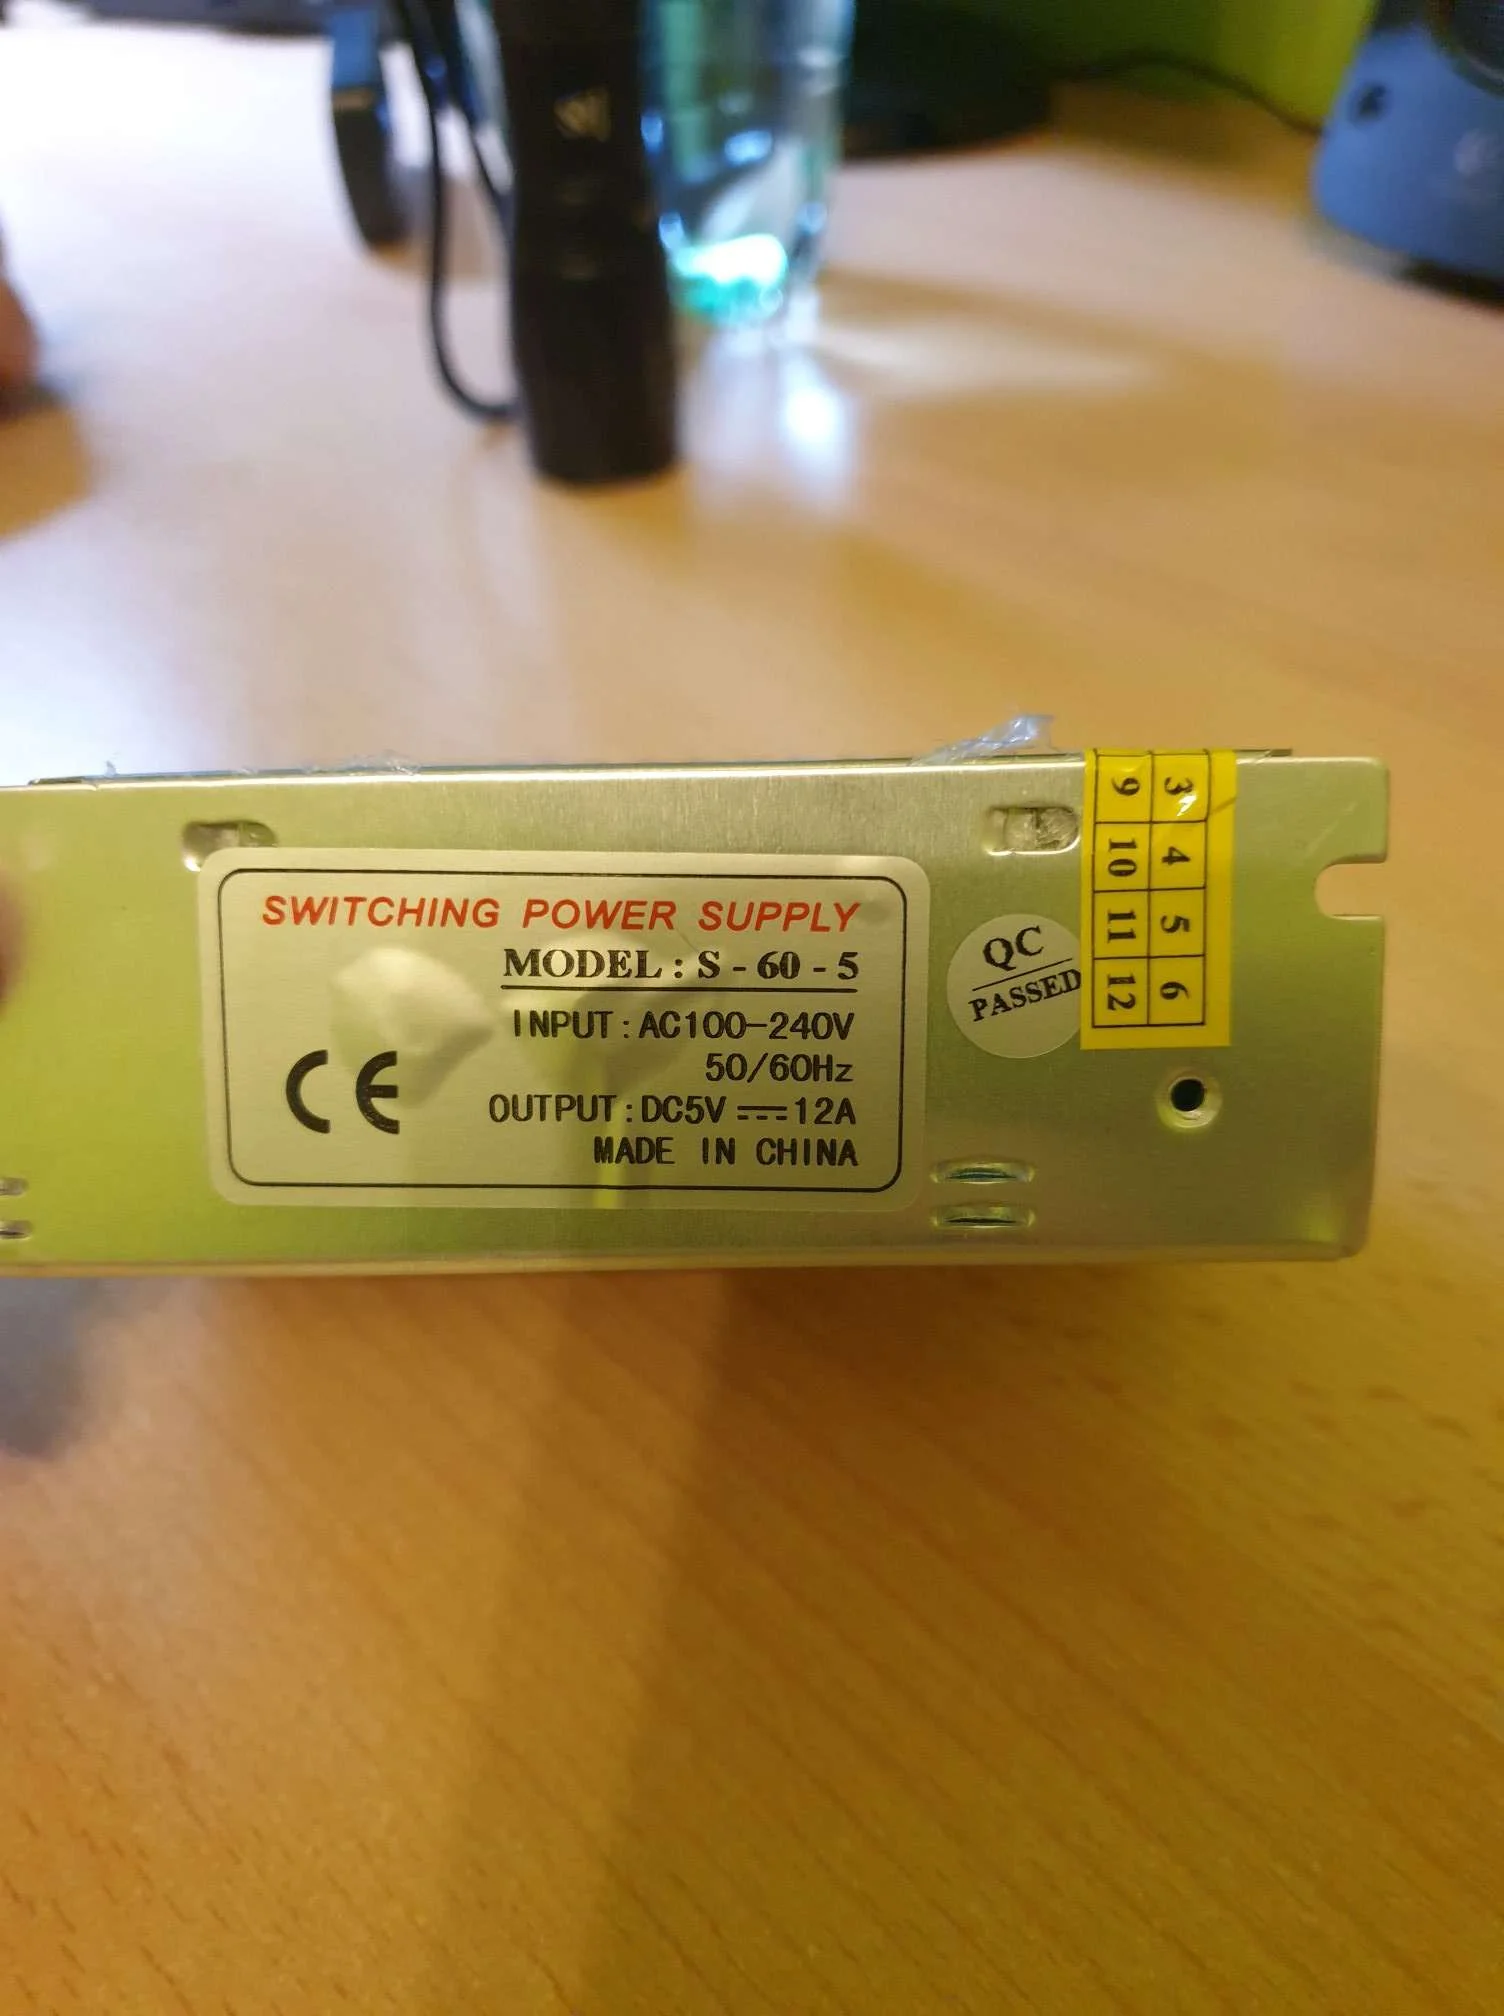 SWITCHING POWER SUPPLY
MODEL : S - 60 - 5
INPUT : AC100-240V
50/60Hz
OUTPUT : DC5V ⎓ 12A
MADE IN CHINA
CE
QC
PASSED
3 4 5 6
9 10 11 12